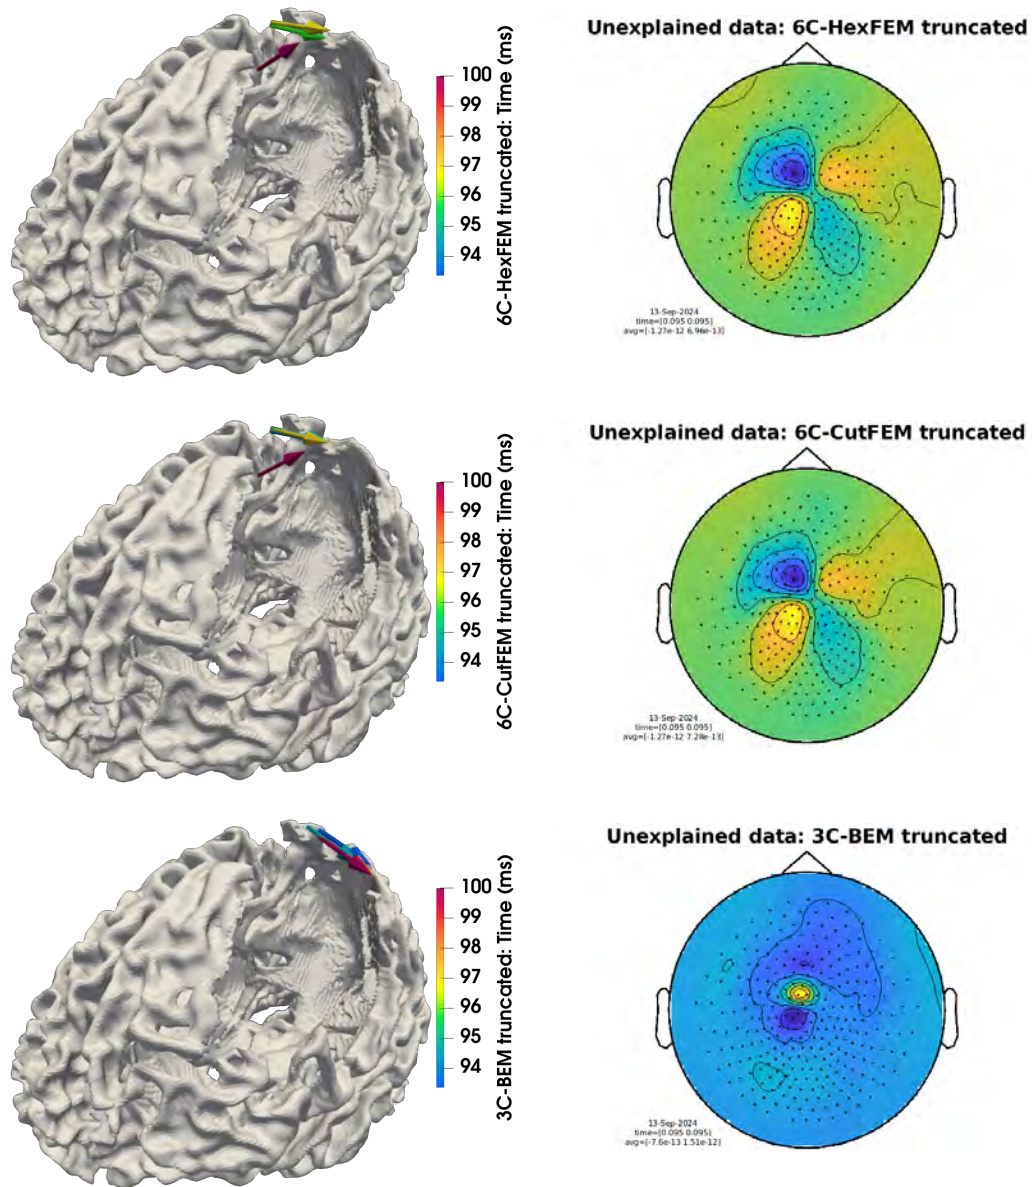 Unexplained data: 6C-HexFEM truncated
100
99
98
97
96
95
94
6C-HexFEM truncated: Time (ms)
13-Sep-2024
time=[0.095 0.095]
avg=[-1.27e-12 6.96e-13]
Unexplained data: 6C-CutFEM truncated
100
99
98
97
96
95
94
6C-CutFEM truncated: Time (ms)
13-Sep-2024
time=[0.095 0.095]
avg=[-1.27e-12 7.28e-13]
Unexplained data: 3C-BEM truncated
100
99
98
97
96
95
94
3C-BEM truncated: Time (ms)
13-Sep-2024
time=[0.095 0.095]
avg=[-7.6e-13 1.51e-12]